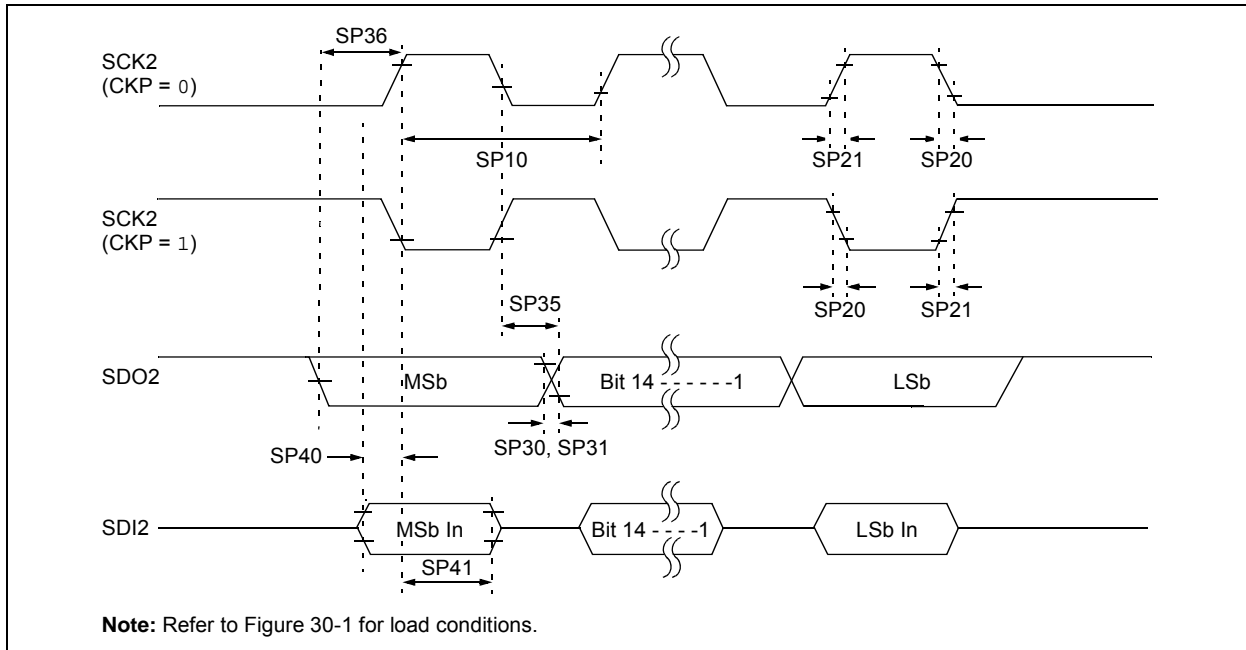 SP36
SCK2
(CKP = 0)
SP10
SP21
SP20
SCK2
(CKP = 1)
SP35
SP20
SP21
SDO2
MSb
Bit 14 - - - - - -1
LSb
SP30, SP31
SP40
SDI2
MSb In
Bit 14 - - - -1
LSb In
SP41
Note: Refer to Figure 30-1 for load conditions.